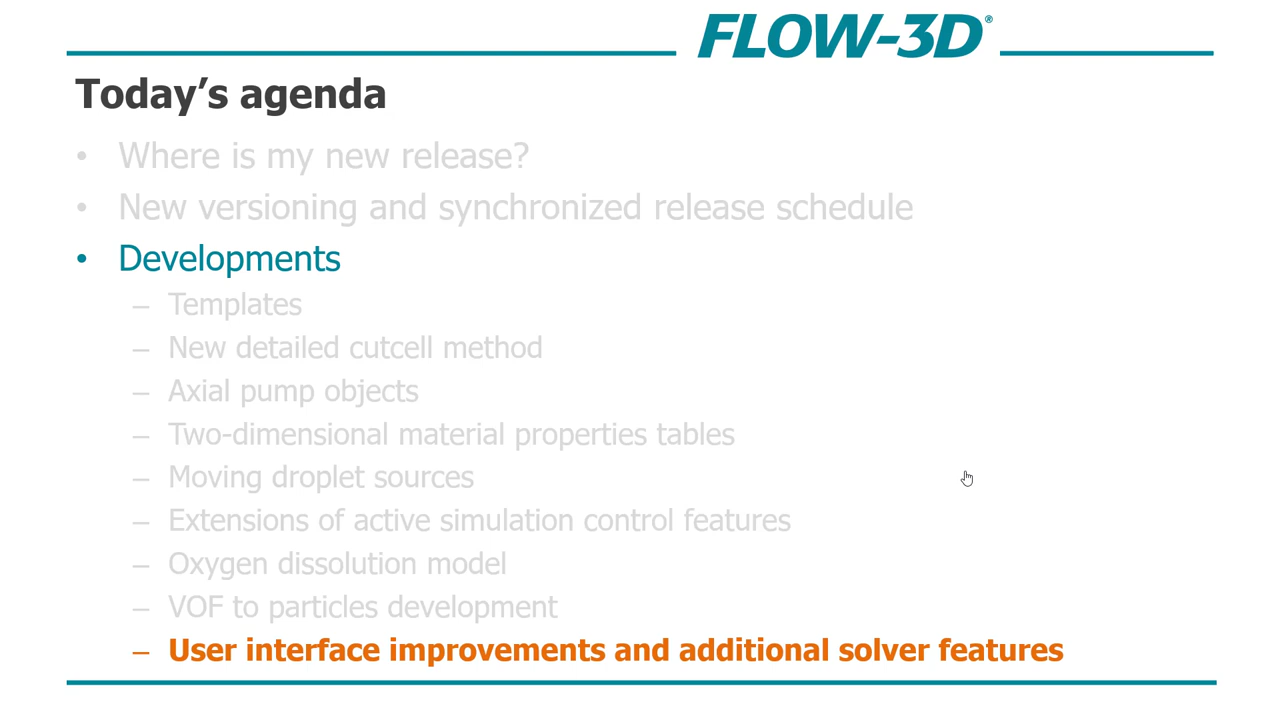 FLOW-3D®
Today's agenda
• Where is my new release?
• New versioning and synchronized release schedule
• Developments
– Templates
– New detailed cutcell method
– Axial pump objects
– Two-dimensional material properties tables
– Moving droplet sources
– Extensions of active simulation control features
– Oxygen dissolution model
– VOF to particles development
– User interface improvements and additional solver features